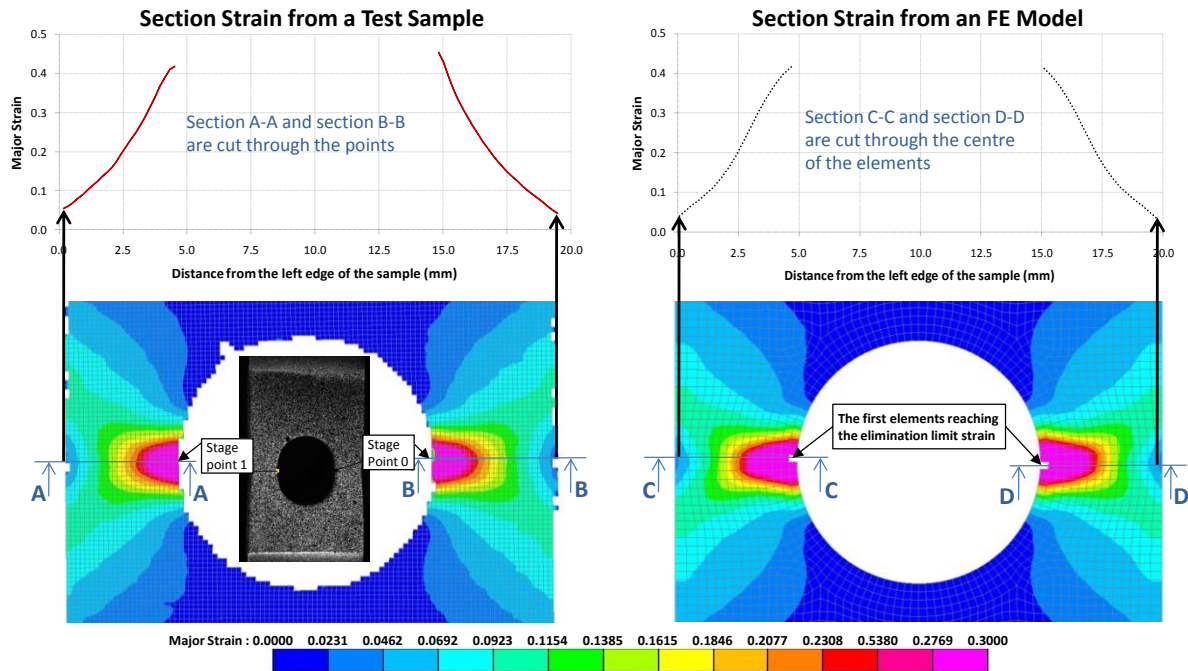 Section Strain from a Test Sample
0.5
0.4
0.3
0.2
0.1
0.0
Major Strain
Section A-A and section B-B
are cut through the points
0.0 2.5 5.0 7.5 10.0 12.5 15.0 17.5 20.0
Distance from the left edge of the sample (mm)
Stage
point 1
Stage
Point 0
A A B B
Section Strain from an FE Model
0.5
0.4
0.3
0.2
0.1
0.0
Major Strain
Section C-C and section D-D
are cut through the centre
of the elements
0.0 2.5 5.0 7.5 10.0 12.5 15.0 17.5 20.0
Distance from the left edge of the sample (mm)
The first elements reaching
the elimination limit strain
C C D D
Major Strain : 0.0000 0.0231 0.0462 0.0692 0.0923 0.1154 0.1385 0.1615 0.1846 0.2077 0.2308 0.5380 0.2769 0.3000